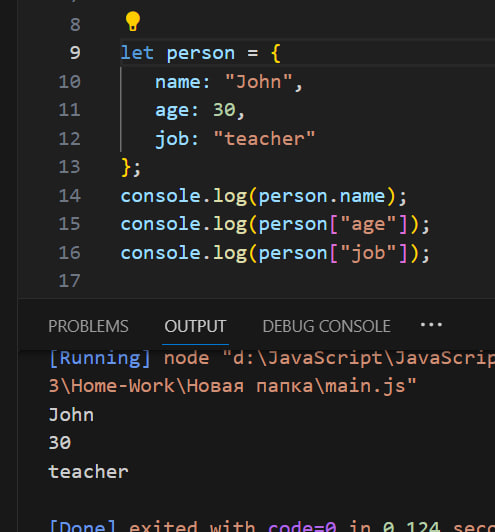 8
9 let person = {
10 name: "John",
11 age: 30,
12 job: "teacher"
13 };
14 console.log(person.name);
15 console.log(person["age"]);
16 console.log(person["job"]);
17
PROBLEMS OUTPUT DEBUG CONSOLE ...
[Running] node "d:\JavaScript\JavaScrip
3\Home-Work\Новая папка\main.js"
John
30
teacher
[Done] exited with code=0 in 0.124 seco